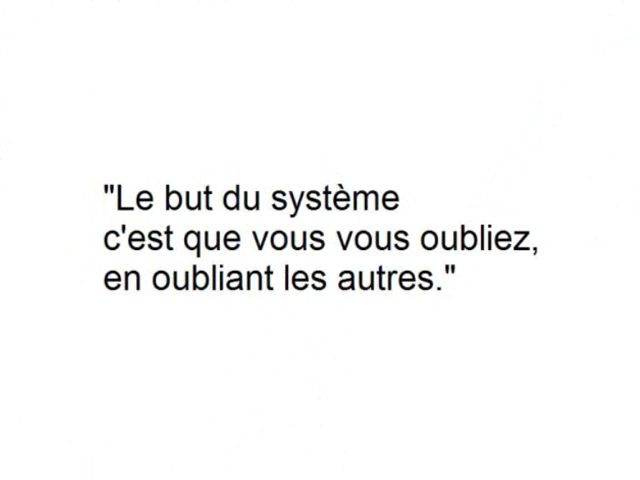 "Le but du système
c'est que vous vous oubliez,
en oubliant les autres."